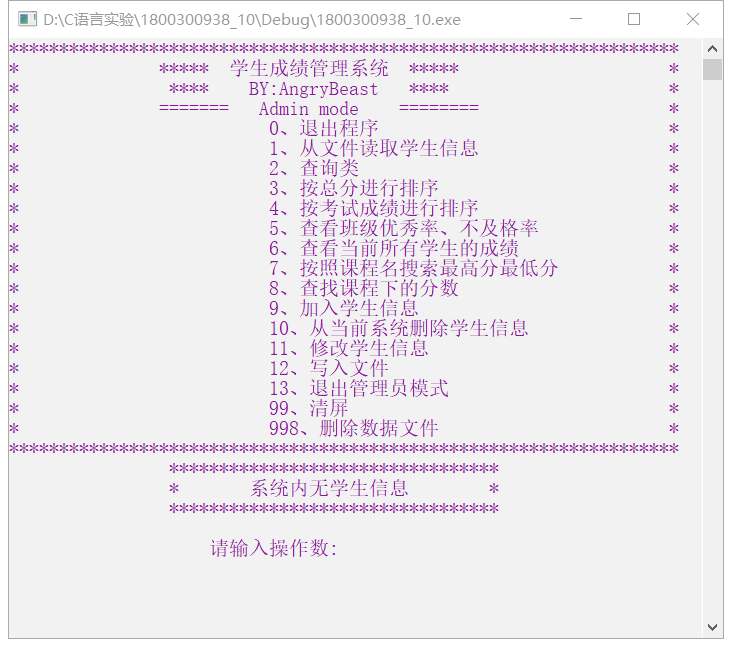 D:\C语言实验\1800300938_10\Debug\1800300938_10.exe
*******************************************************************
* ***** 学生成绩管理系统 ***** *
* **** BY:AngryBeast **** *
* ======= Admin mode ======== *
* 0、退出程序 *
* 1、从文件读取学生信息 *
* 2、查询类 *
* 3、按总分进行排序 *
* 4、按考试成绩进行排序 *
* 5、查看班级优秀率、不及格率 *
* 6、查看当前所有学生的成绩 *
* 7、按照课程名搜索最高分最低分 *
* 8、查找课程下的分数 *
* 9、加入学生信息 *
* 10、从当前系统删除学生信息 *
* 11、修改学生信息 *
* 12、写入文件 *
* 13、退出管理员模式 *
* 99、清屏 *
* 998、删除数据文件 *
*******************************************************************
*********************************
* 系统内无学生信息 *
*********************************
请输入操作数: